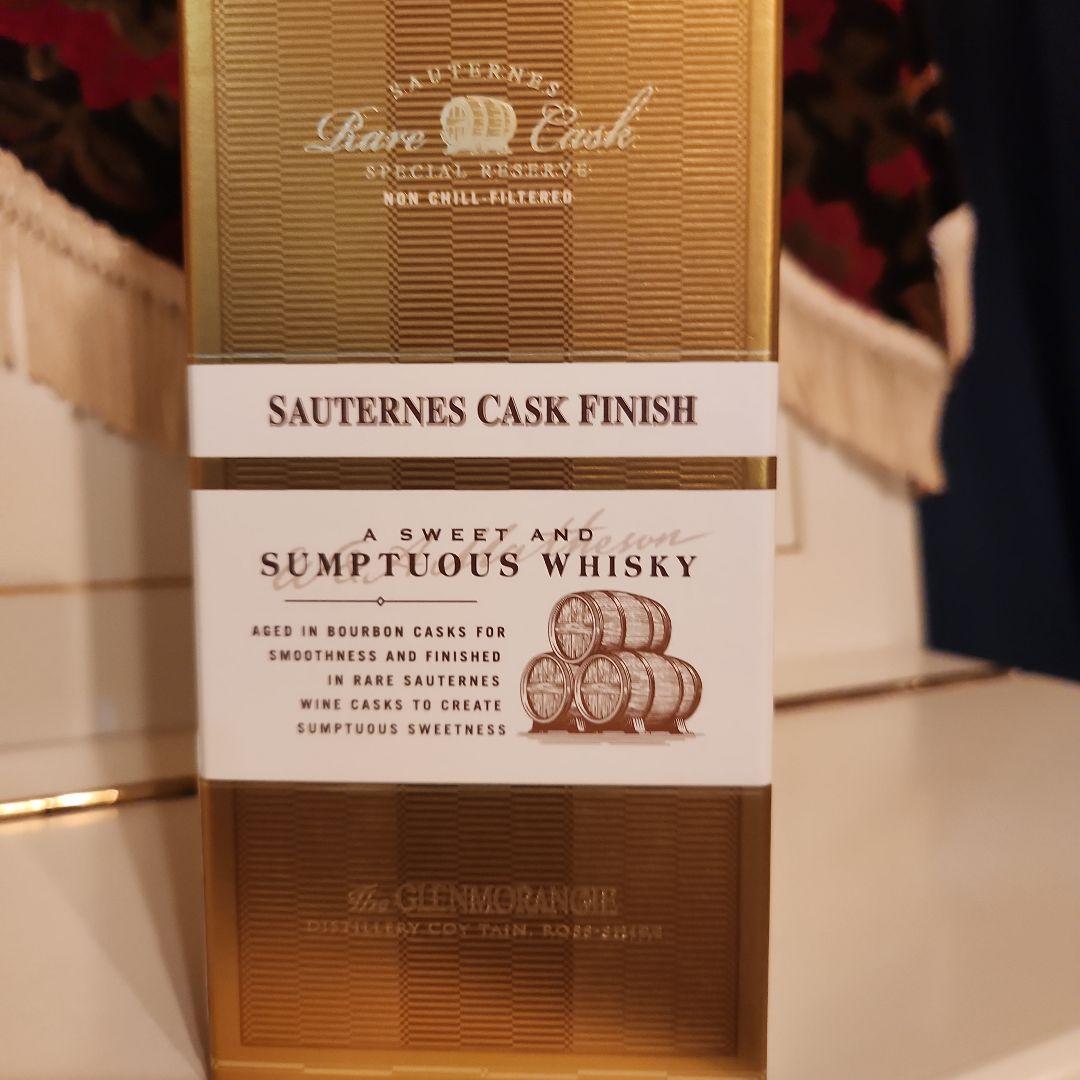 SAUTERNES
Rare Cask
SPECIAL RESERVE
NON CHILL-FILTERED
SAUTERNES CASK FINISH
A SWEET AND
SUMPTUOUS WHISKY
AGED IN BOURBON CASKS FOR
SMOOTHNESS AND FINISHED
IN RARE SAUTERNES
WINE CASKS TO CREATE
SUMPTUOUS SWEETNESS
The GLENMORANGIE
DISTILLERY COY TAIN, ROSS-SHIRE